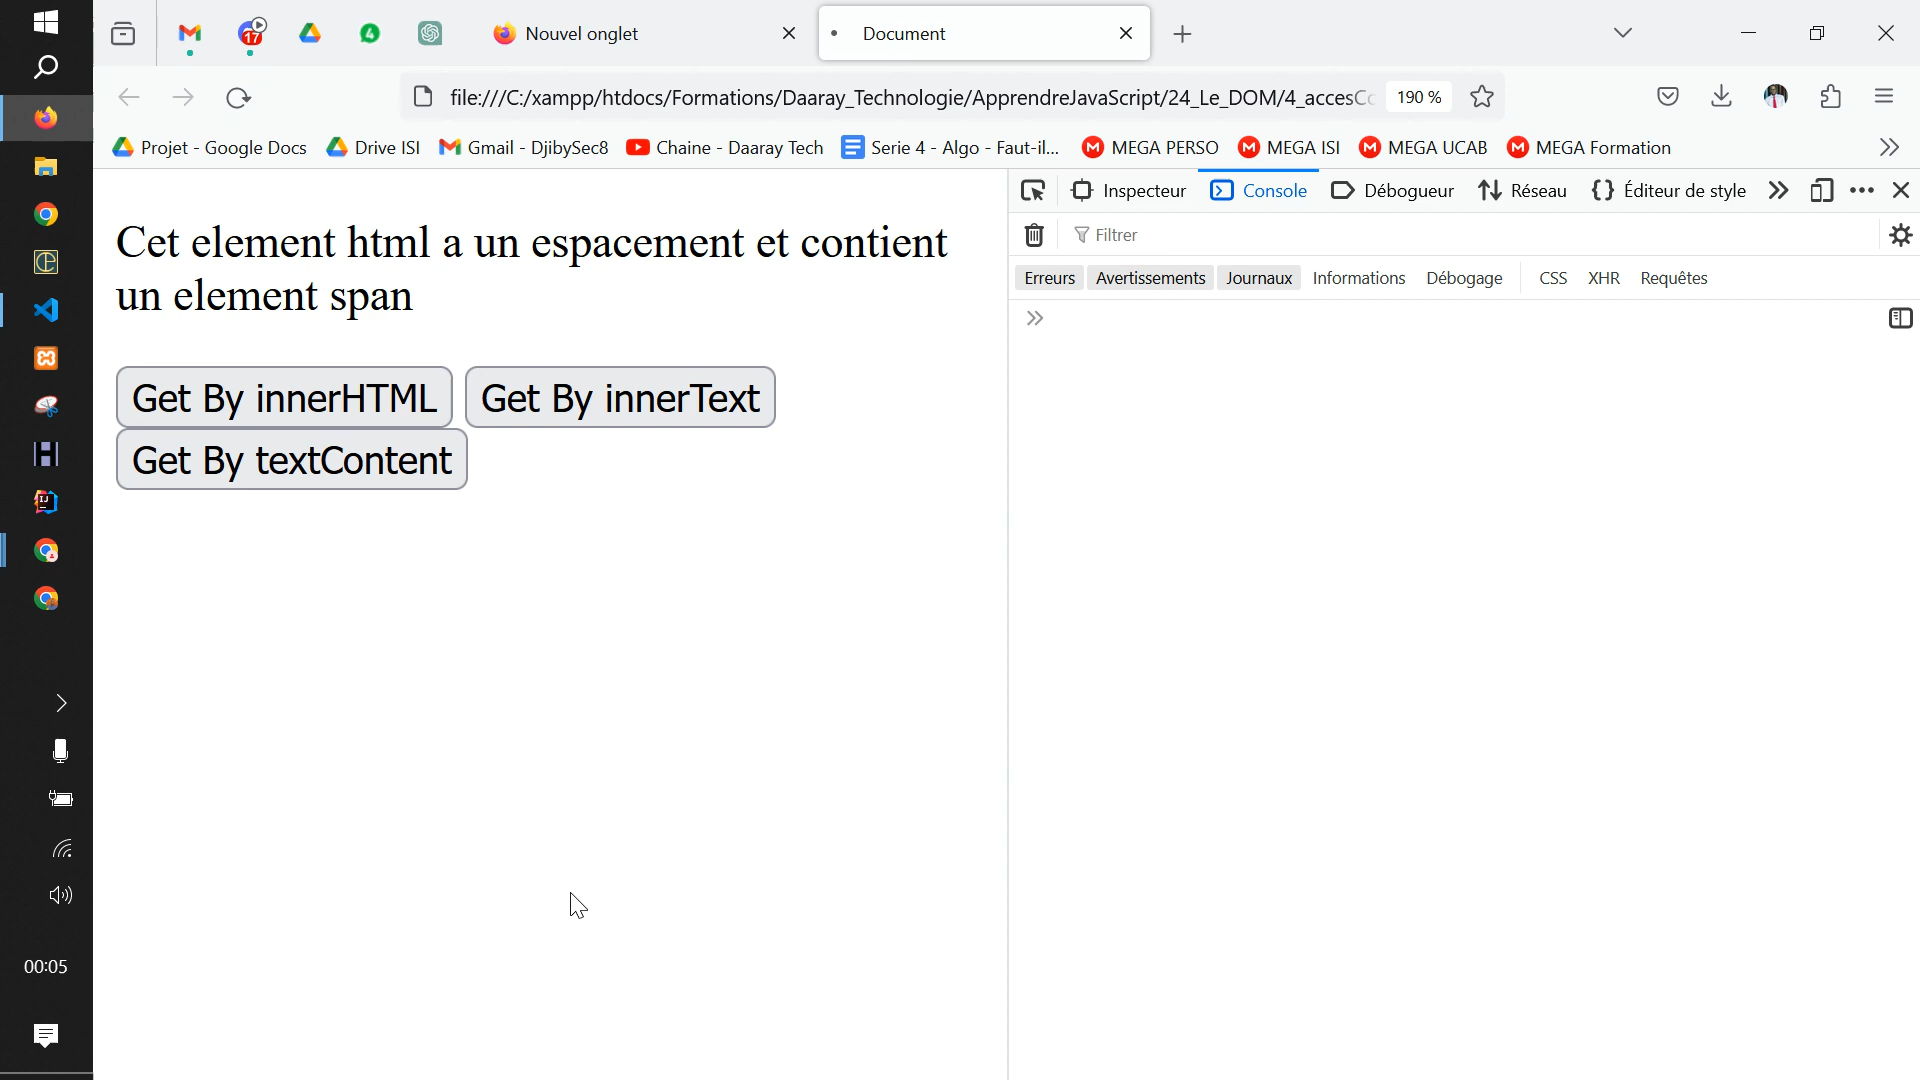 Nouvel onglet
Document
17
4
file:///C:/xampp/htdocs/Formations/Daaray_Technologie/ApprendreJavaScript/24_Le_DOM/4_accesCo
190 %
Projet - Google Docs
Drive ISI
Gmail - DjibySec8
Chaine - Daaray Tech
Serie 4 - Algo - Faut-il...
MEGA PERSO
MEGA ISI
MEGA UCAB
MEGA Formation
Inspecteur
Console
Débogueur
Réseau
Éditeur de style
Filtrer
Erreurs
Avertissements
Journaux
Informations
Débogage
CSS
XHR
Requêtes
Cet element html a un espacement et contient
un element span
Get By innerHTML
Get By innerText
Get By textContent
00:05